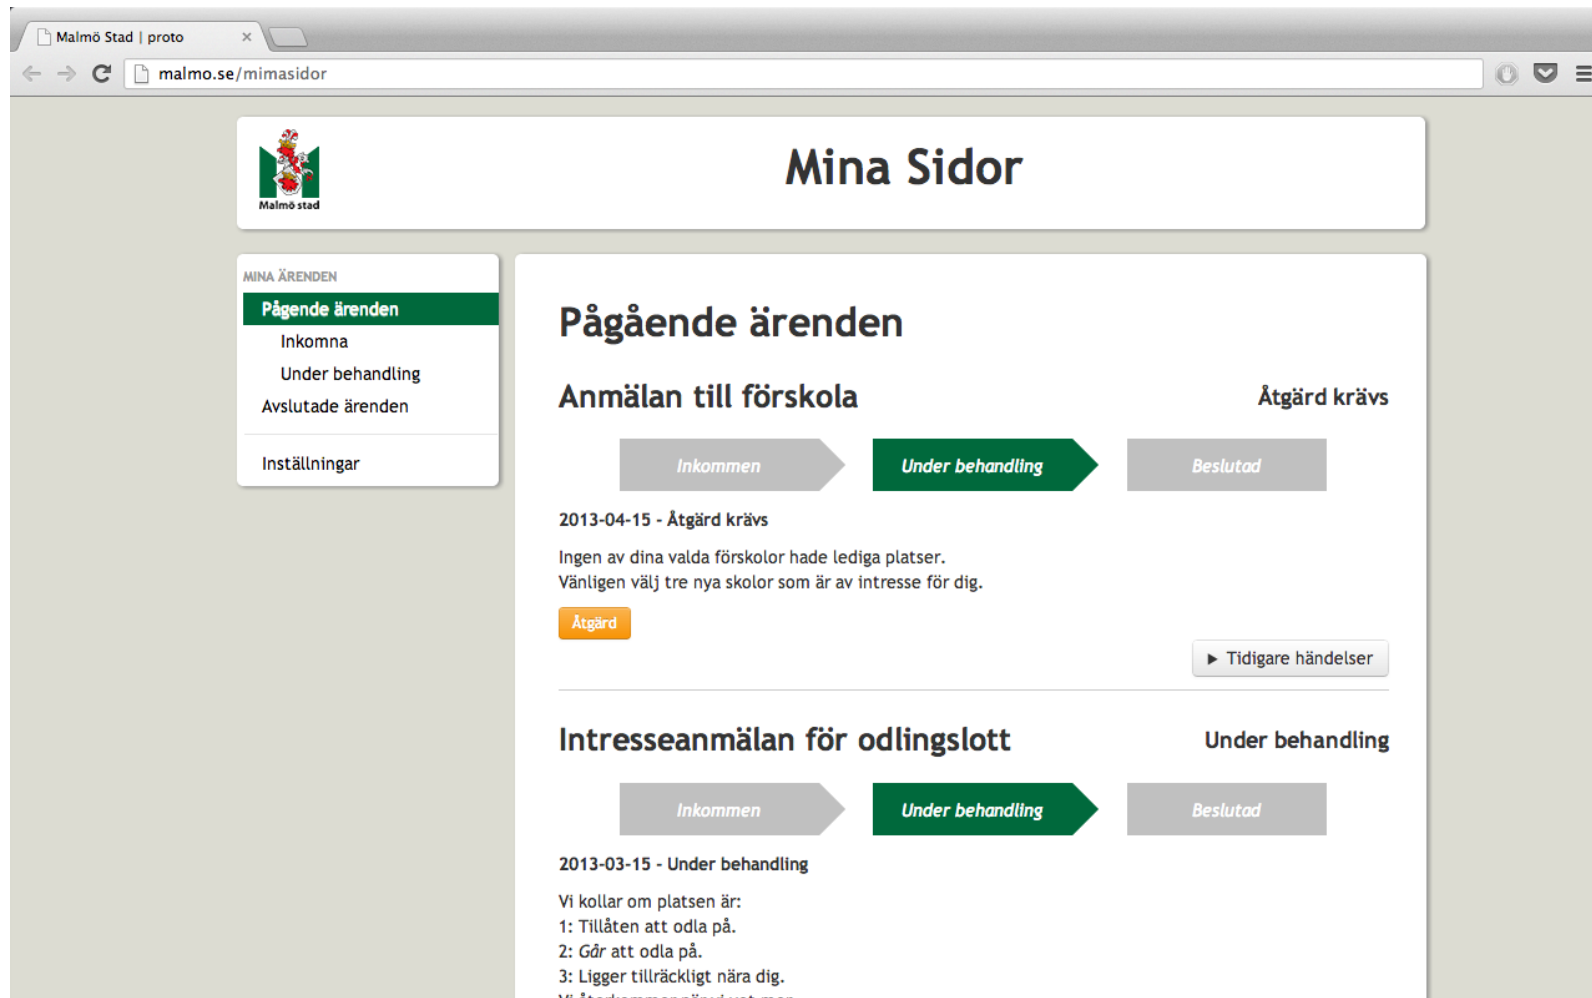 Malmö Stad | proto
malmo.se/mimasidor
Malmö stad
Mina Sidor
MINA ÄRENDEN
Pågende ärenden
Inkomna
Under behandling
Avslutade ärenden
Inställningar
Pågående ärenden
Anmälan till förskola
Åtgärd krävs
Inkommen
Under behandling
Beslutad
2013-04-15 - Åtgärd krävs
Ingen av dina valda förskolor hade lediga platser.
Vänligen välj tre nya skolor som är av intresse för dig.
Åtgärd
Tidigare händelser
Intresseanmälan för odlingslott
Under behandling
Inkommen
Under behandling
Beslutad
2013-03-15 - Under behandling
Vi kollar om platsen är:
1: Tillåten att odla på.
2: Går att odla på.
3: Ligger tillräckligt nära dig.